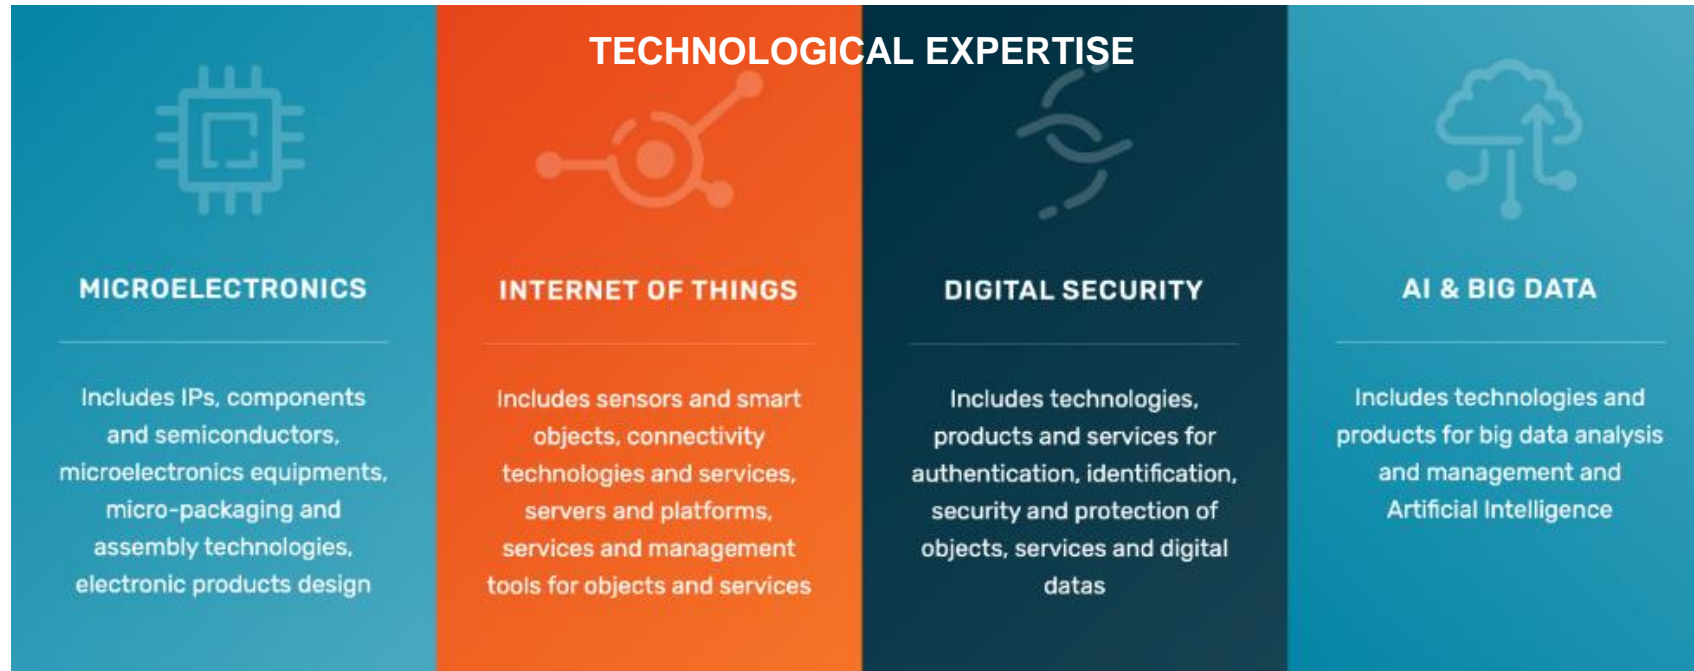 TECHNOLOGICAL EXPERTISE
MICROELECTRONICS
Includes IPs, components
and semiconductors,
microelectronics equipments,
micro-packaging and
assembly technologies,
electronic products design
INTERNET OF THINGS
Includes sensors and smart
objects, connectivity
technologies and services,
servers and platforms,
services and management
tools for objects and services
DIGITAL SECURITY
Includes technologies,
products and services for
authentication, identification,
security and protection of
objects, services and digital
datas
AI & BIG DATA
Includes technologies and
products for big data analysis
and management and
Artificial Intelligence